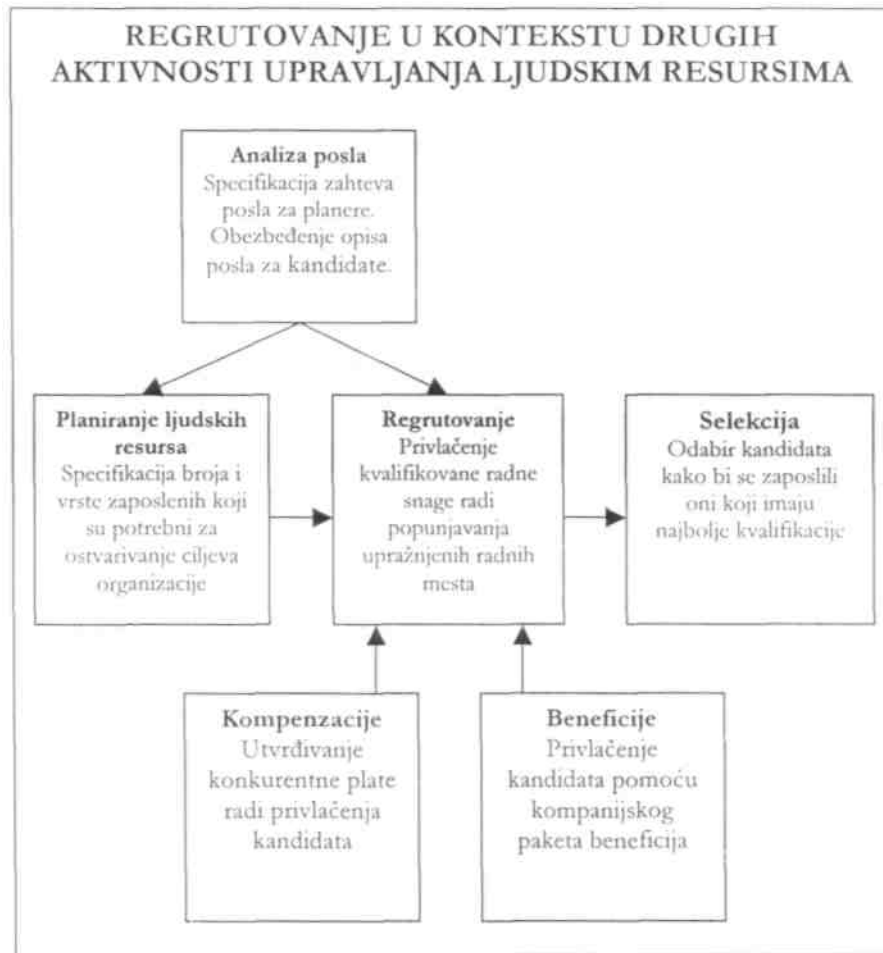 REGRUTOVANJE U KONTEKSTU DRUGIH
AKTIVNOSTI UPRAVLJANJA LJUDSKIM RESURSIMA
Analiza posla
Specifikacija zahteva
posla za planere.
Obezbeđenje opisa
posla za kandidate.
Planiranje ljudskih
resursa
Specifikacija broja i
vrste zaposlenih koji
su potrebni za
ostvarivanje ciljeva
organizacije
Regrutovanje
Privlačenje
kvalifikovane radne
snage radi
popunjavanja
upražnjenih radnih
mesta
Selekcija
Odabir kandidata
kako bi se zaposlili
oni koji imaju
najbolje kvalifikacije
Kompenzacije
Utvrđivanje
konkurentne plate
radi privlačenja
kandidata
Beneficije
Privlačenje
kandidata pomoću
kompanijskog
paketa beneficija